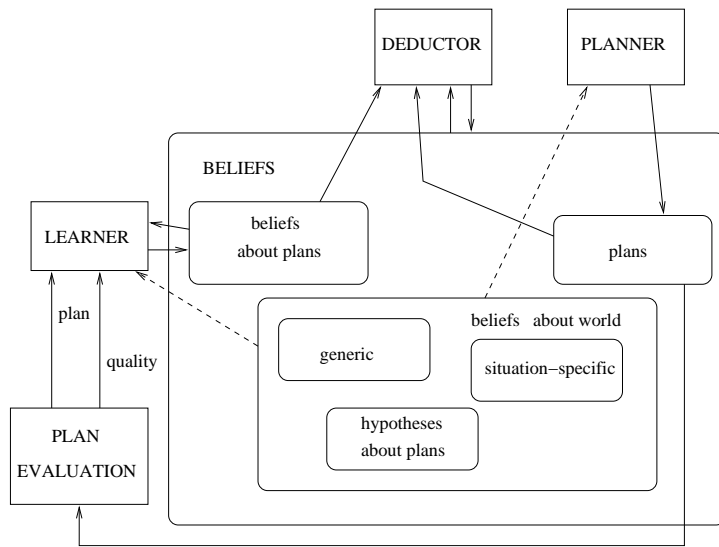 DEDUCTOR
PLANNER
BELIEFS
LEARNER
beliefs
about plans
plans
plan
quality
beliefs about world
generic
situation−specific
hypotheses
about plans
PLAN
EVALUATION